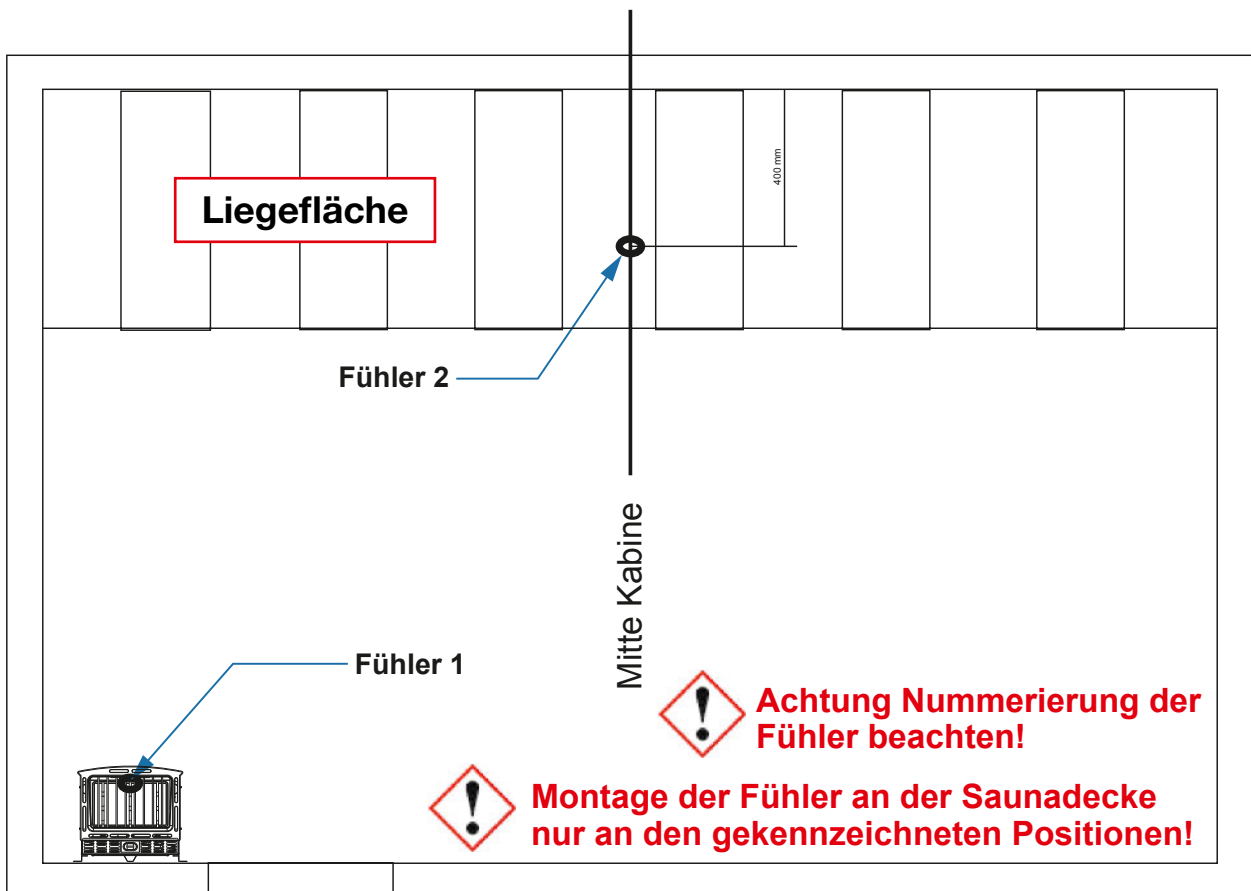 400 mm
Liegefläche
Fühler 2
Mitte Kabine
Fühler 1
Achtung Nummerierung der
Fühler beachten!
Montage der Fühler an der Saunadecke
nur an den gekennzeichneten Positionen!